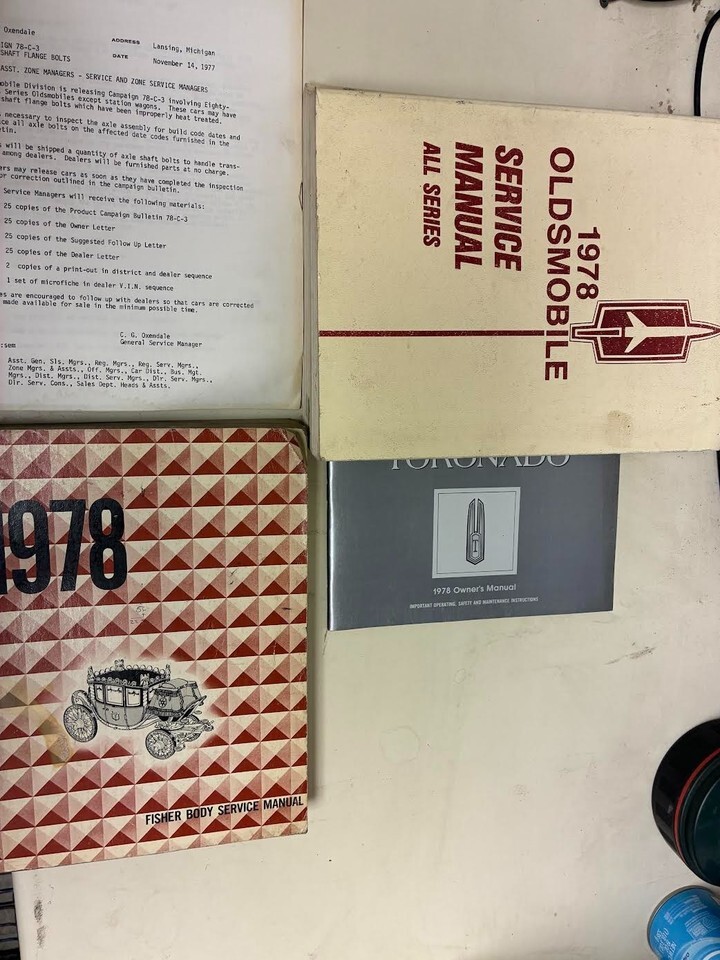 Oxendale
ADDRESS Lansing, Michigan
IGN 78-C-3
SHAFT FLANGE BOLTS
DATE November 14, 1977
ASST. ZONE MANAGERS - SERVICE AND ZONE SERVICE MANAGERS
obile Division is releasing Campaign 78-C-3 involving Eighty-
Series Oldsmobiles except station wagons. These cars may have
shaft flange bolts which have been improperly heat treated.
necessary to inspect the axle assembly for build code dates and
ce all axle bolts on the affected date codes furnished in the
etin.
s will be shipped a quantity of axle shaft bolts to handle trans-
among dealers. Dealers will be furnished parts at no charge.
ers may release cars as soon as they have completed the inspection
or correction outlined in the campaign bulletin.
Service Managers will receive the following materials:
25 copies of the Product Campaign Bulletin 78-C-3
25 copies of the Owner Letter
25 copies of the Suggested Follow Up Letter
25 copies of the Dealer Letter
2 copies of a print-out in district and dealer sequence
1 set of microfiche in dealer V.I.N. sequence
es are encouraged to follow up with dealers so that cars are corrected
made available for sale in the minimum possible time.
C. G. Oxendale
General Service Manager
:sem
Asst. Gen. Sls. Mgrs., Reg. Mgrs., Reg. Serv. Mgrs.,
Zone Mgrs. & Assts., Off. Mgrs., Car Dist., Bus. Mgt.
Mgrs., Dist. Mgrs., Dist. Serv. Mgrs., Dlr. Serv. Mgrs.,
Dlr. Serv. Cons., Sales Dept. Heads & Assts.
1978
OLDSMOBILE
SERVICE
MANUAL
ALL SERIES
TORONADO
1978 Owner's Manual
IMPORTANT OPERATING, SAFETY AND MAINTENANCE INSTRUCTIONS
1978
FISHER BODY SERVICE MANUAL